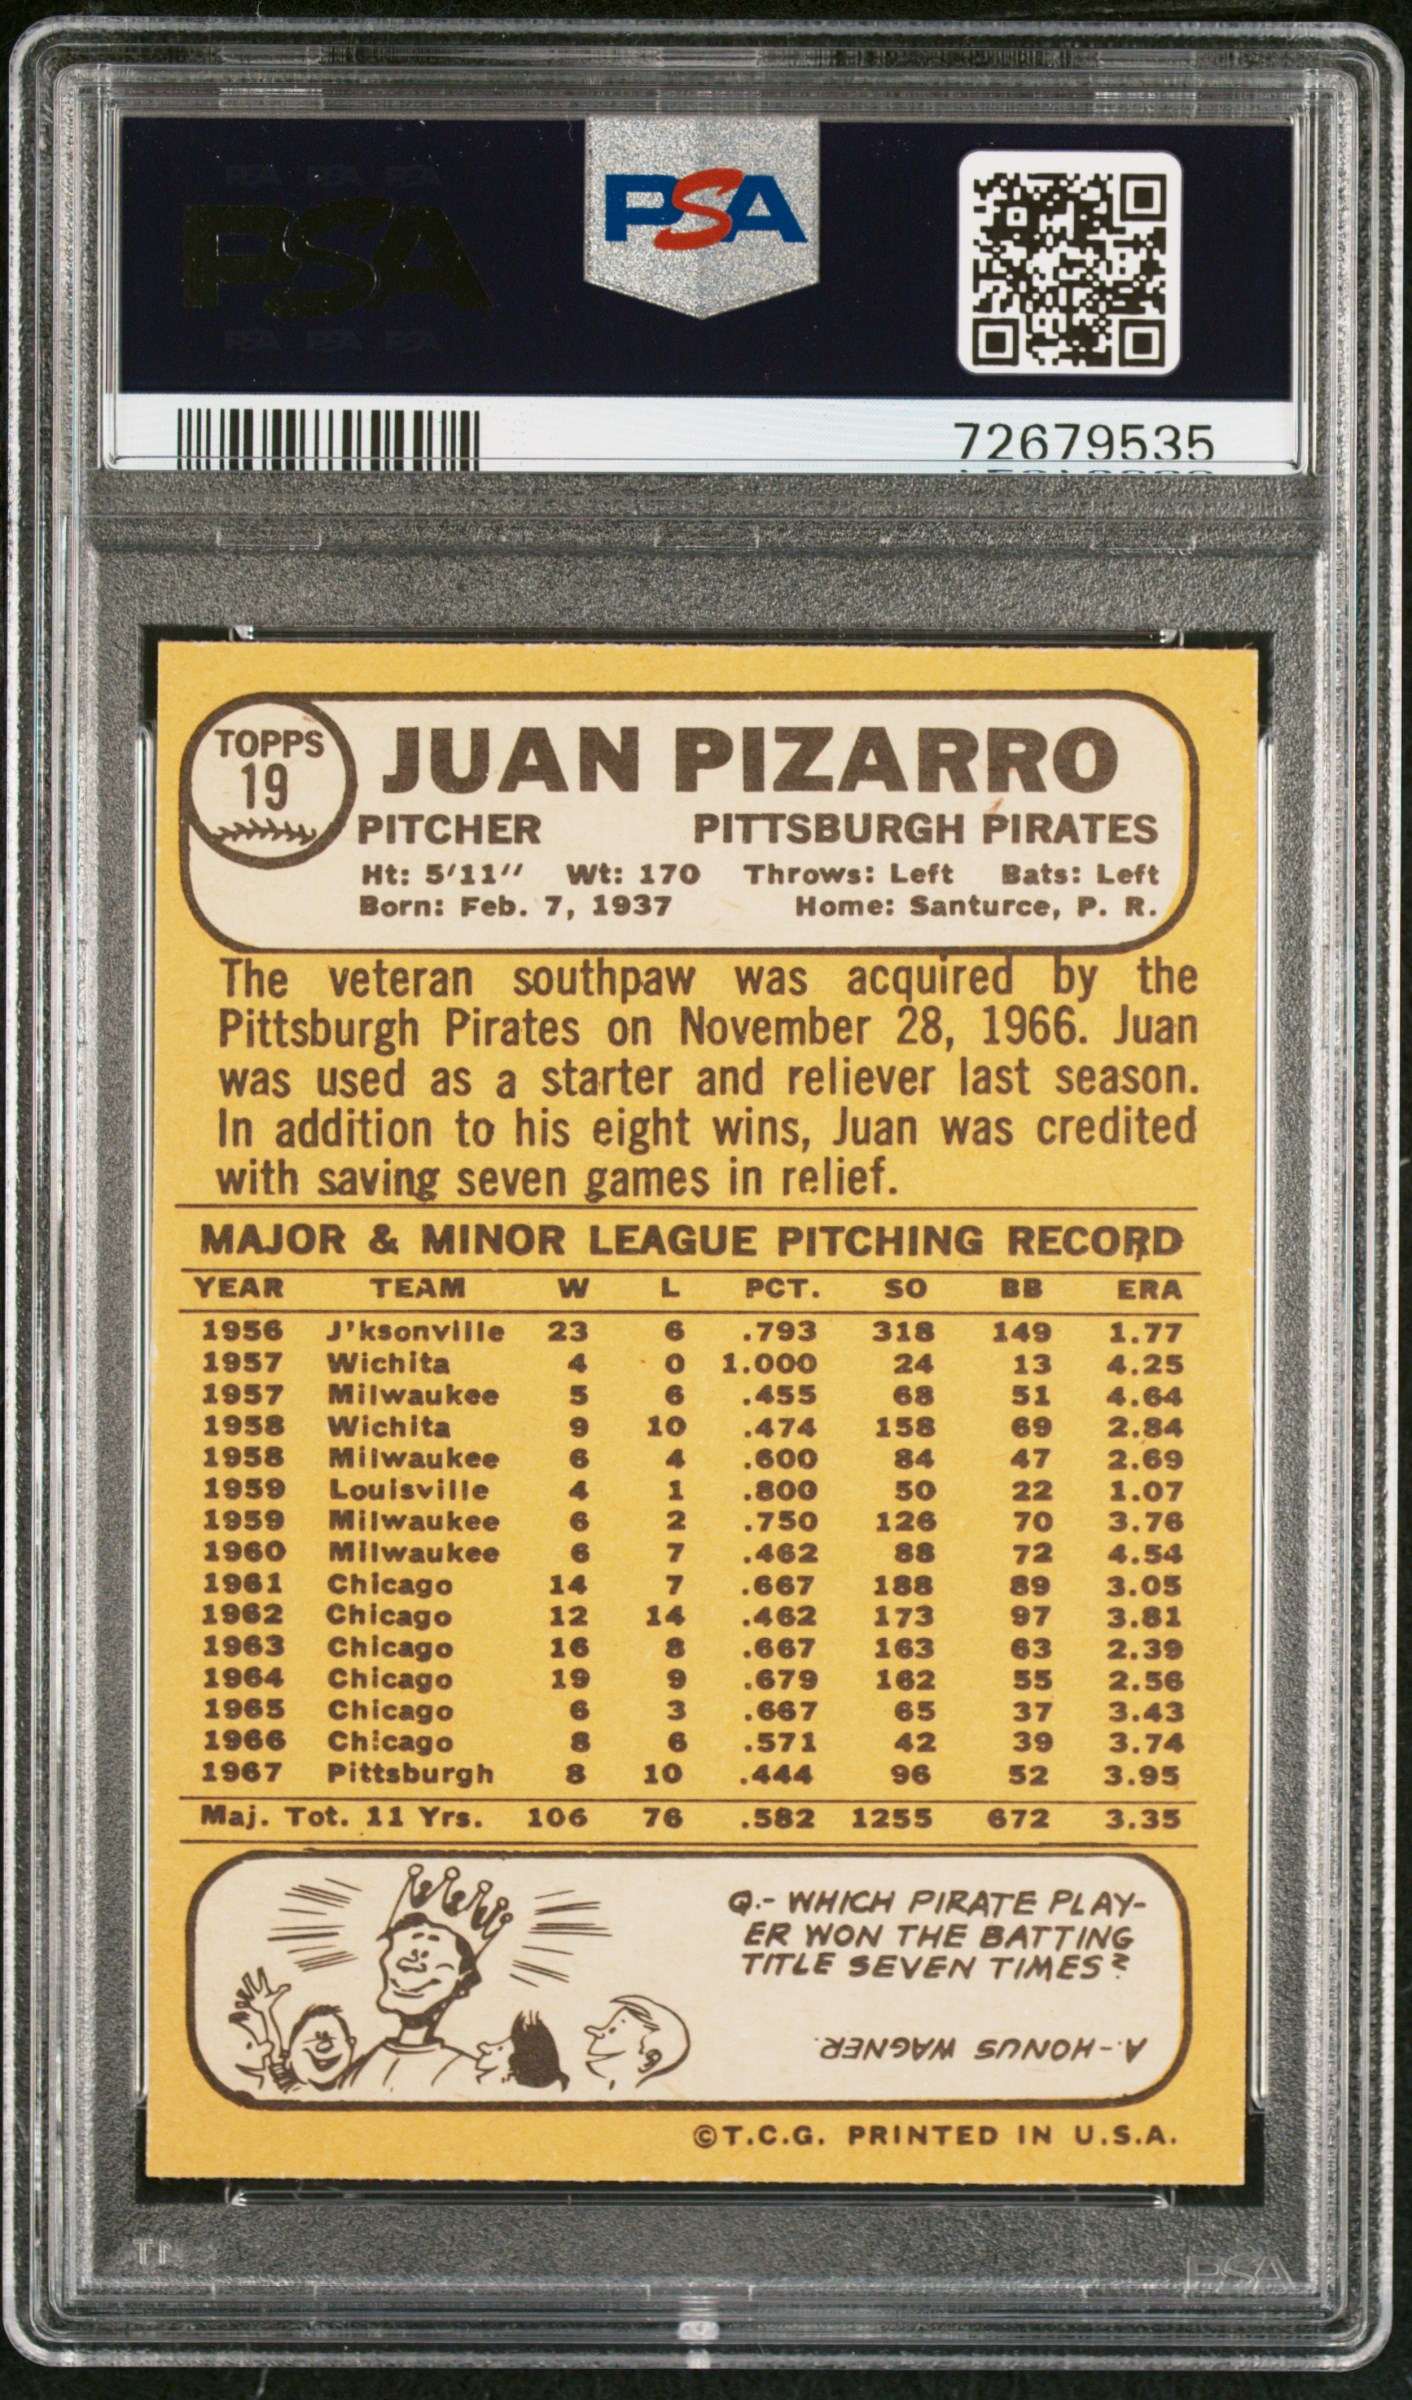 PSA PSA PSA
PSA
PSA PSA PSA
PSA
72679535
TOPPS
19
JUAN PIZARRO
PITCHER PITTSBURGH PIRATES
Ht: 5'11" Wt: 170 Throws: Left Bats: Left
Born: Feb. 7, 1937 Home: Santurce, P. R.
The veteran southpaw was acquired by the
Pittsburgh Pirates on November 28, 1966. Juan
was used as a starter and reliever last season.
In addition to his eight wins, Juan was credited
with saving seven games in relief.
MAJOR & MINOR LEAGUE PITCHING RECORD
YEAR TEAM W L PCT. SO BB ERA
1956 J'ksonville 23 6 .793 318 149 1.77
1957 Wichita 4 0 1.000 24 13 4.25
1957 Milwaukee 5 6 .455 68 51 4.64
1958 Wichita 9 10 .474 158 69 2.84
1958 Milwaukee 6 4 .600 84 47 2.69
1959 Louisville 4 1 .800 50 22 1.07
1959 Milwaukee 6 2 .750 126 70 3.76
1960 Milwaukee 6 7 .462 88 72 4.54
1961 Chicago 14 7 .667 188 89 3.05
1962 Chicago 12 14 .462 173 97 3.81
1963 Chicago 16 8 .667 163 63 2.39
1964 Chicago 19 9 .679 162 55 2.56
1965 Chicago 6 3 .667 65 37 3.43
1966 Chicago 8 6 .571 42 39 3.74
1967 Pittsburgh 8 10 .444 96 52 3.95
Maj. Tot. 11 Yrs. 106 76 .582 1255 672 3.35
Q.- WHICH PIRATE PLAY-
ER WON THE BATTING
TITLE SEVEN TIMES?
A.-HONUS WAGNER.
©T.C.G. PRINTED IN U.S.A.
PSA